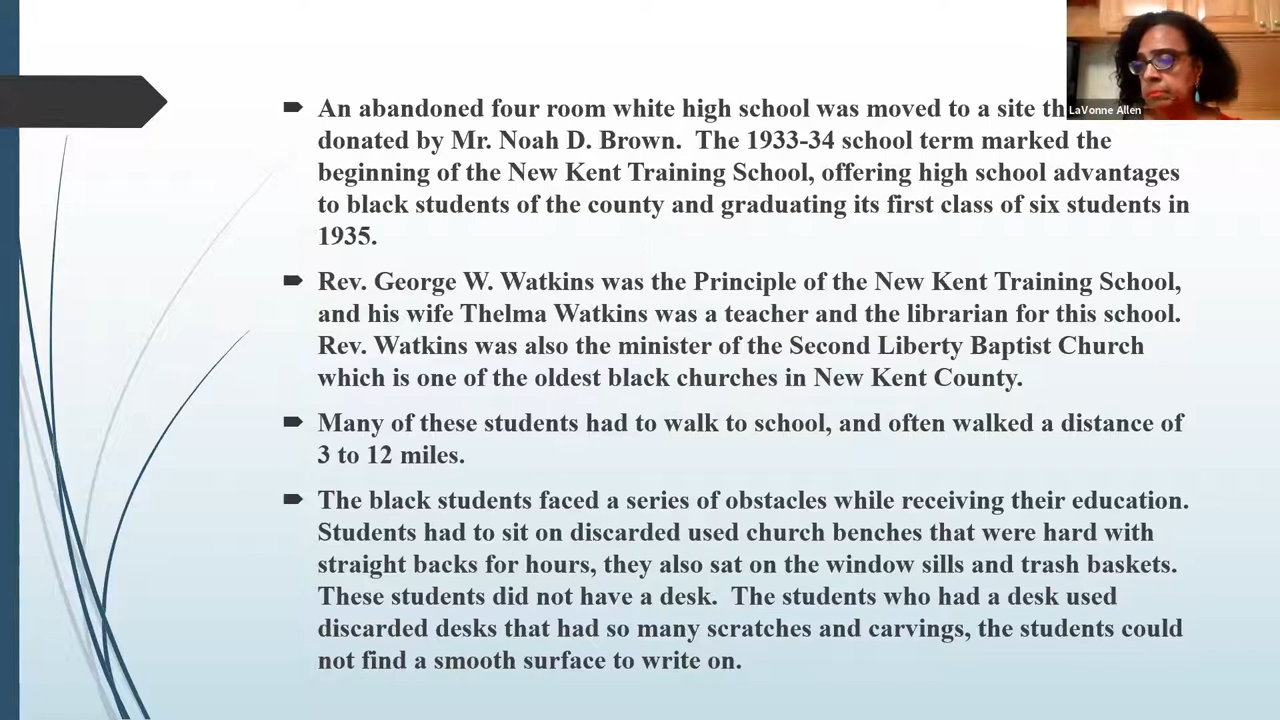 An abandoned four room white high school was moved to a site
donated by Mr. Noah D. Brown.  The 1933-34 school term marked the
beginning of the New Kent Training School, offering high school advantages
to black students of the county and graduating its first class of six students in
1935.
Rev. George W. Watkins was the Principle of the New Kent Training School,
and his wife Thelma Watkins was a teacher and the librarian for this school.
Rev. Watkins was also the minister of the Second Liberty Baptist Church
which is one of the oldest black churches in New Kent County.
Many of these students had to walk to school, and often walked a distance of
3 to 12 miles.
The black students faced a series of obstacles while receiving their education.
Students had to sit on discarded used church benches that were hard with
straight backs for hours, they also sat on the window sills and trash baskets.
These students did not have a desk.  The students who had a desk used
discarded desks that had so many scratches and carvings, the students could
not find a smooth surface to write on.
LaVonne Allen